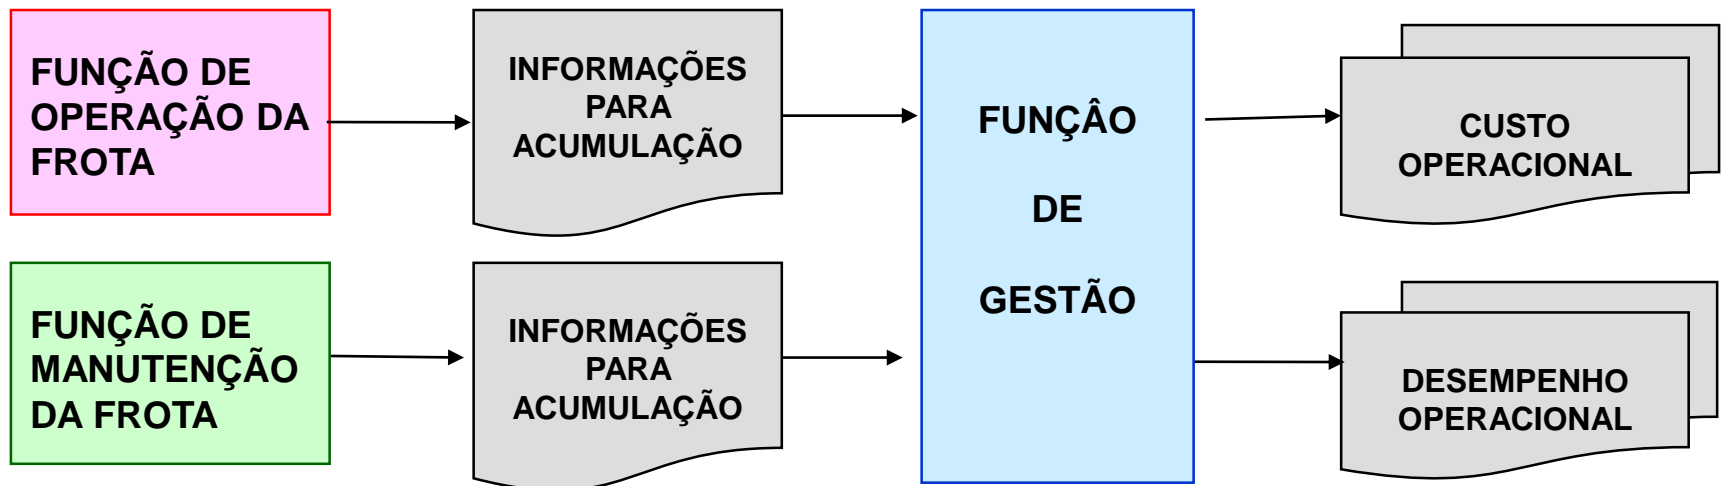 FUNÇÃO DE
OPERAÇÃO DA
FROTA
INFORMAÇÕES
PARA
ACUMULAÇÃO
FUNÇÂO
DE
GESTÃO
CUSTO
OPERACIONAL
FUNÇÃO DE
MANUTENÇÃO
DA FROTA
INFORMAÇÕES
PARA
ACUMULAÇÃO
DESEMPENHO
OPERACIONAL